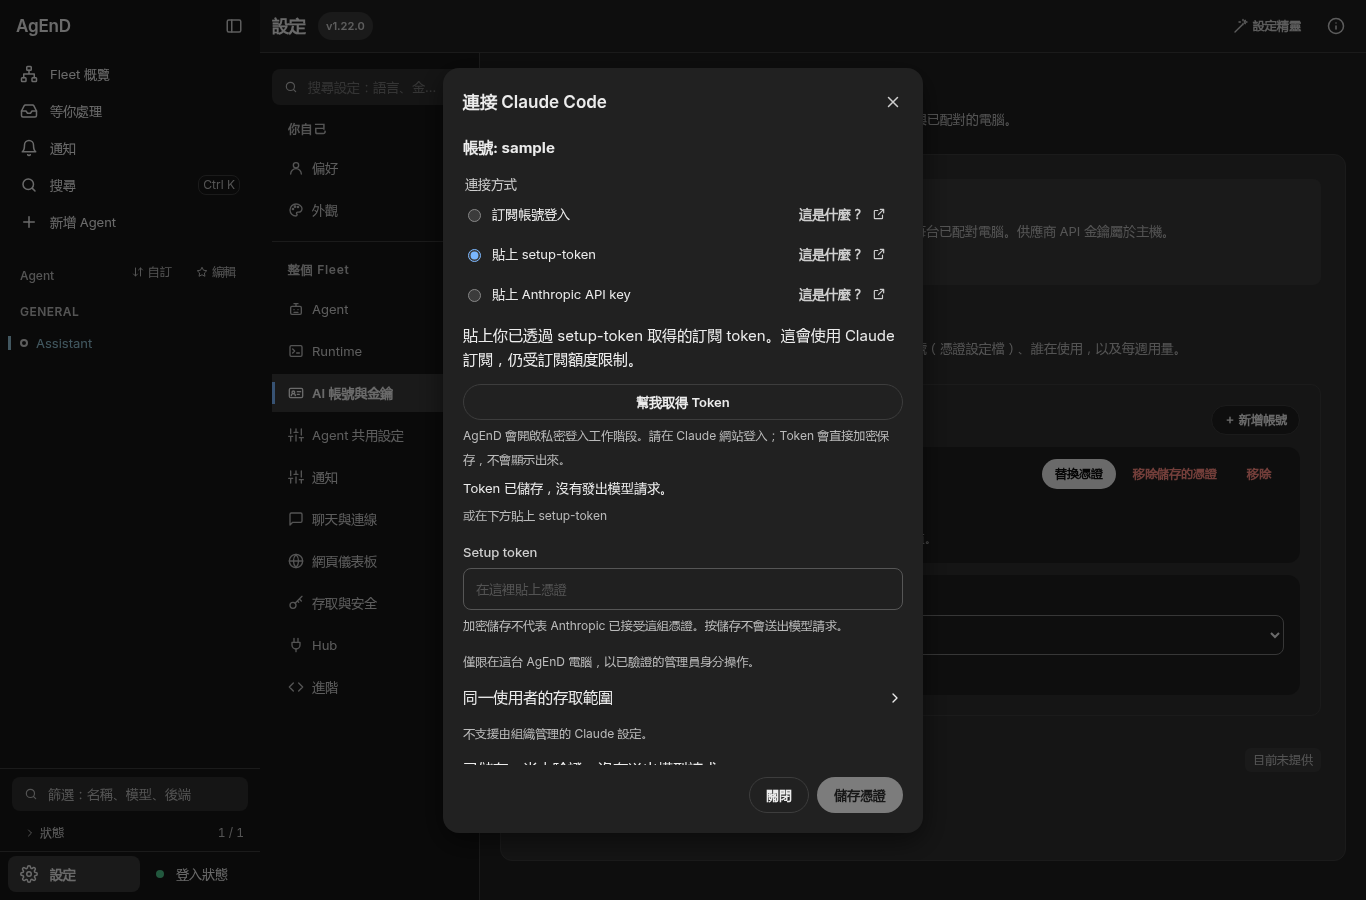 AgEnD
Fleet 概覽
等你處理
通知
搜尋
Ctrl K
新增 Agent
Agent
自訂
編輯
GENERAL
Assistant
篩選：名稱、模型、後端
狀態
1 / 1
設定
登入狀態
設定
v1.22.0
設定精靈
搜尋設定：語言、金…
你自己
偏好
外觀
整個 Fleet
Agent
Runtime
AI 帳號與金鑰
Agent 共用設定
通知
聊天與連線
網頁儀表板
存取與安全
Hub
進階
已配對的電腦。
台已配對電腦。供應商 API 金鑰屬於主機。
（憑證設定檔）、誰在使用，以及每週用量。
+ 新增帳號
替換憑證
移除儲存的憑證
移除
目前未提供
連接 Claude Code
帳號: sample
連接方式
訂閱帳號登入
這是什麼？
貼上 setup-token
這是什麼？
貼上 Anthropic API key
這是什麼？
貼上你已透過 setup-token 取得的訂閱 token。這會使用 Claude
訂閱，仍受訂閱額度限制。
幫我取得 Token
AgEnD 會開啟私密登入工作階段。請在 Claude 網站登入；Token 會直接加密保
存，不會顯示出來。
Token 已儲存，沒有發出模型請求。
或在下方貼上 setup-token
Setup token
在這裡貼上憑證
加密儲存不代表 Anthropic 已接受這組憑證。按儲存不會送出模型請求。
僅限在這台 AgEnD 電腦，以已驗證的管理員身分操作。
同一使用者的存取範圍
不支援由組織管理的 Claude 設定。
關閉
儲存憑證